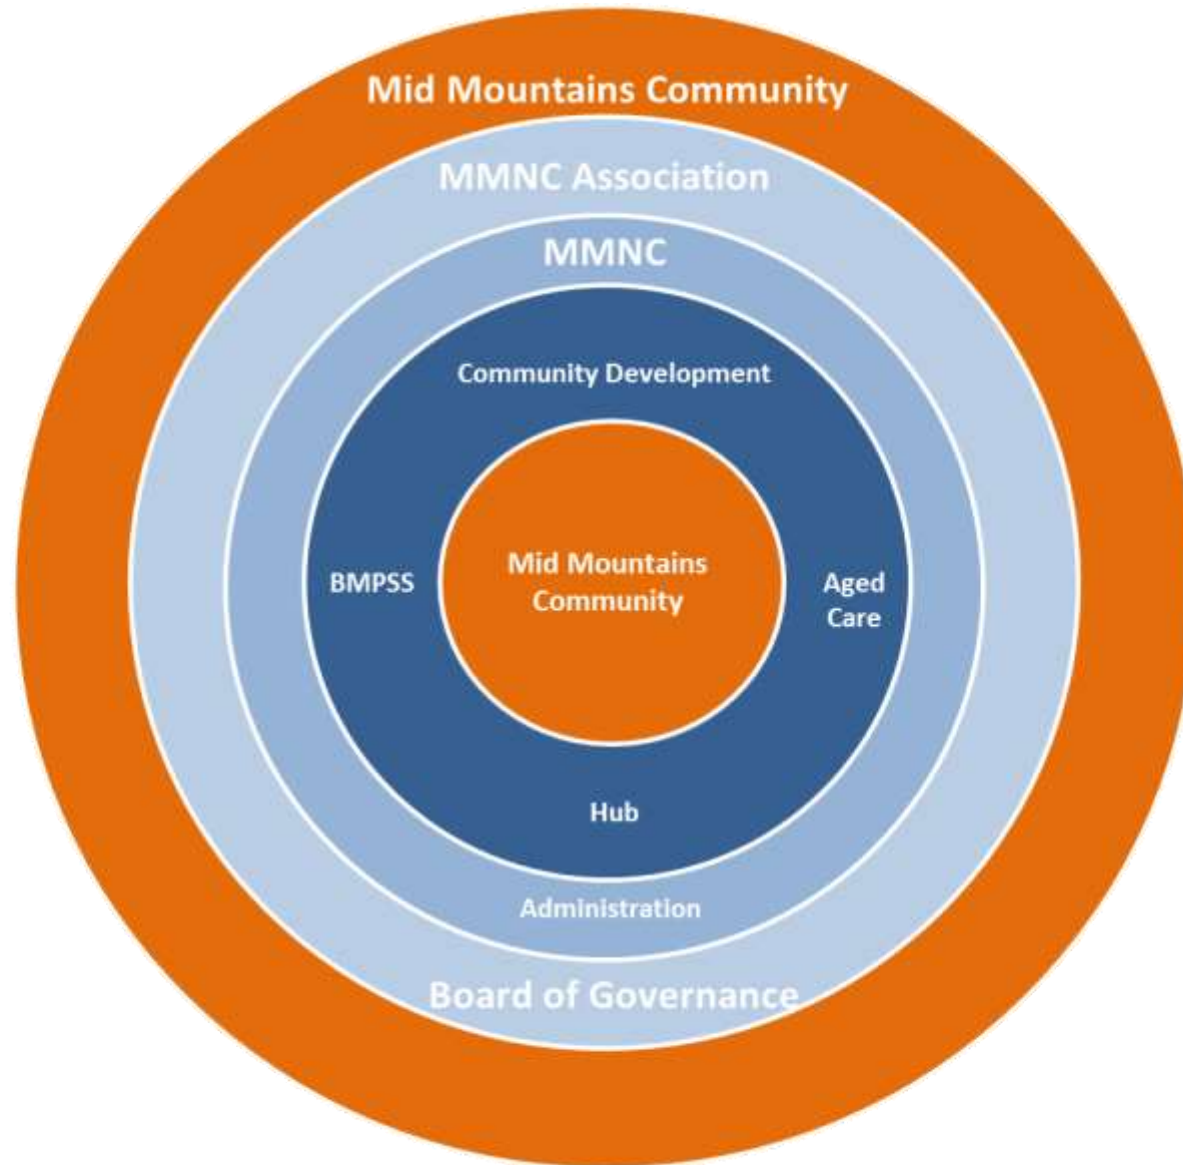 Mid Mountains Community
MMNC Association
MMNC
Community Development
Mid Mountains
Community
BMPSS
Aged
Care
Hub
Administration
Board of Governance